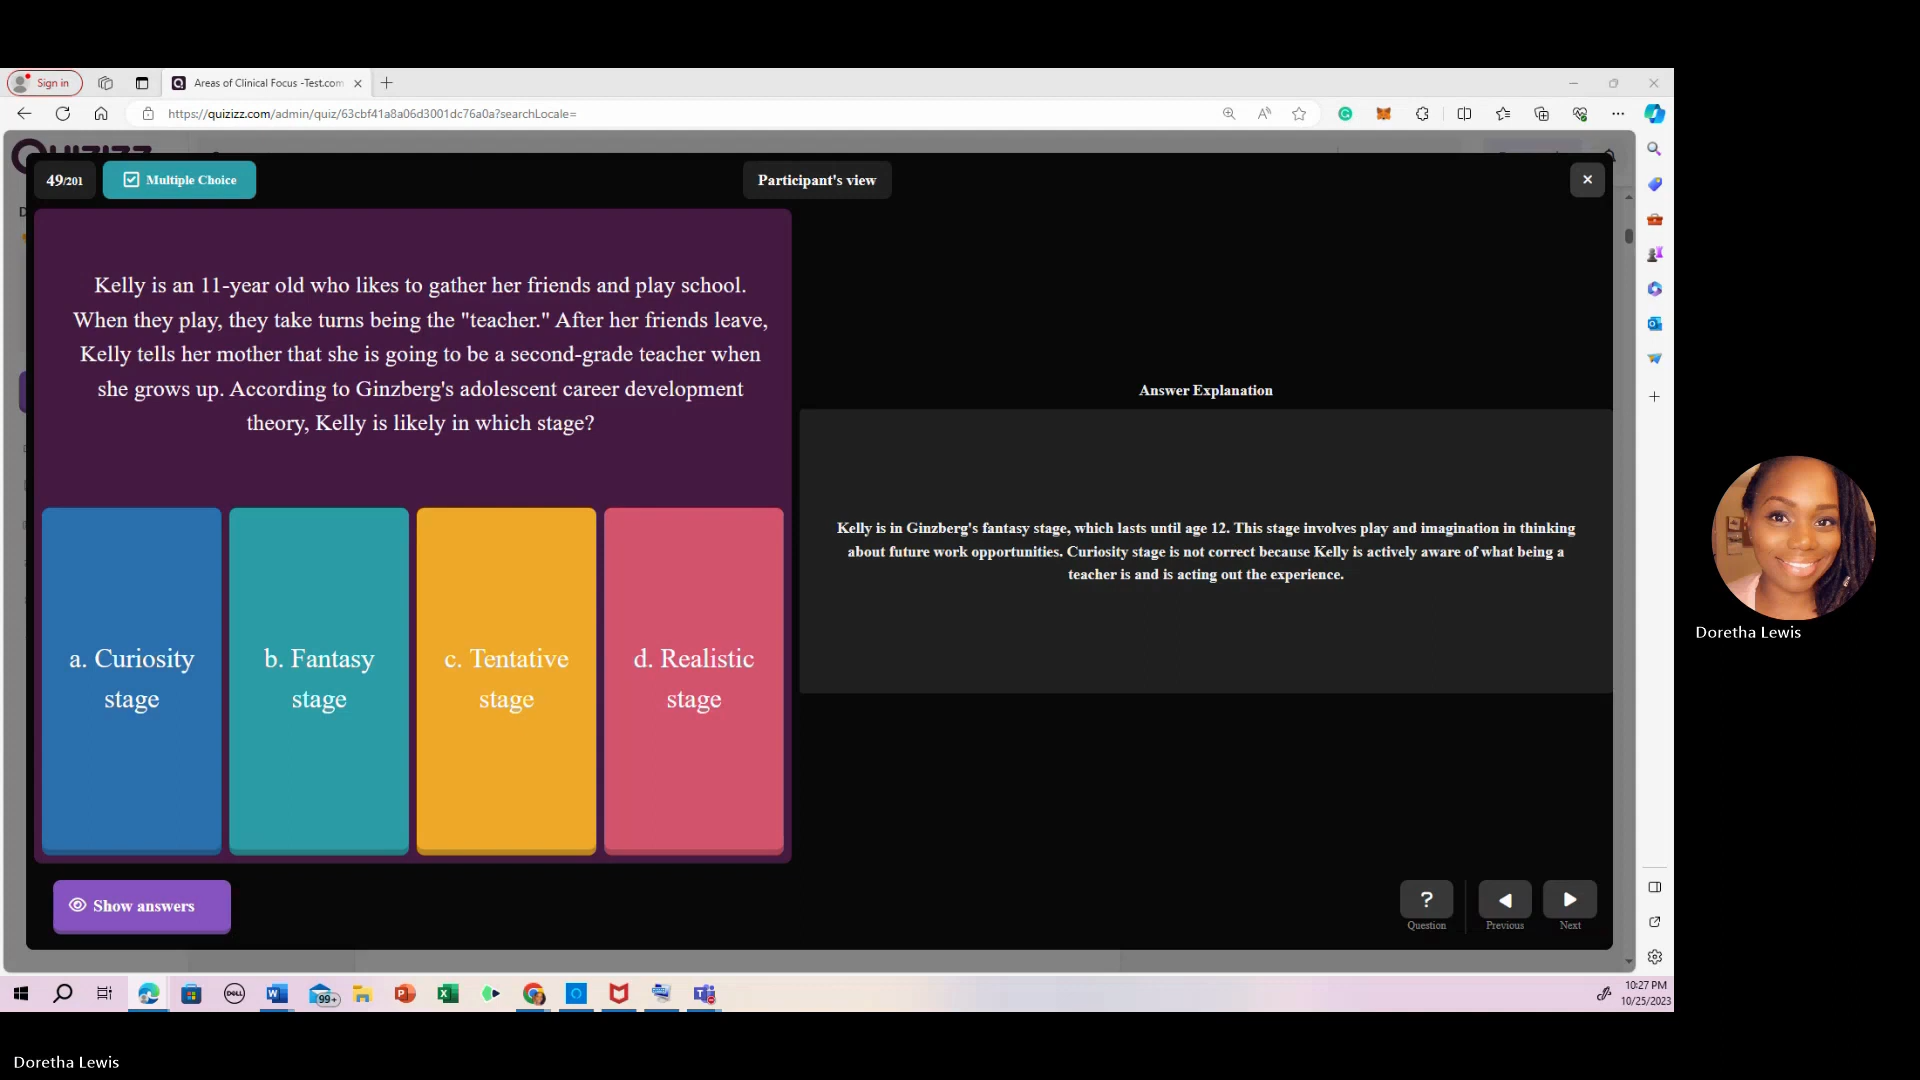 Sign in
Areas of Clinical Focus -Test.com
https://quizizz.com/admin/quiz/63cbf41a8a06d3001dc76a0a?searchLocale=
49/201
Multiple Choice
Participant's view
Kelly is an 11-year old who likes to gather her friends and play school.
When they play, they take turns being the "teacher." After her friends leave,
Kelly tells her mother that she is going to be a second-grade teacher when
she grows up. According to Ginzberg's adolescent career development
theory, Kelly is likely in which stage?
a. Curiosity
stage
b. Fantasy
stage
c. Tentative
stage
d. Realistic
stage
Answer Explanation
Kelly is in Ginzberg's fantasy stage, which lasts until age 12. This stage involves play and imagination in thinking
about future work opportunities. Curiosity stage is not correct because Kelly is actively aware of what being a
teacher is and is acting out the experience.
Show answers
?
Question
Previous
Next
Doretha Lewis
DELL
99+
10:27 PM
10/25/2023
Doretha Lewis